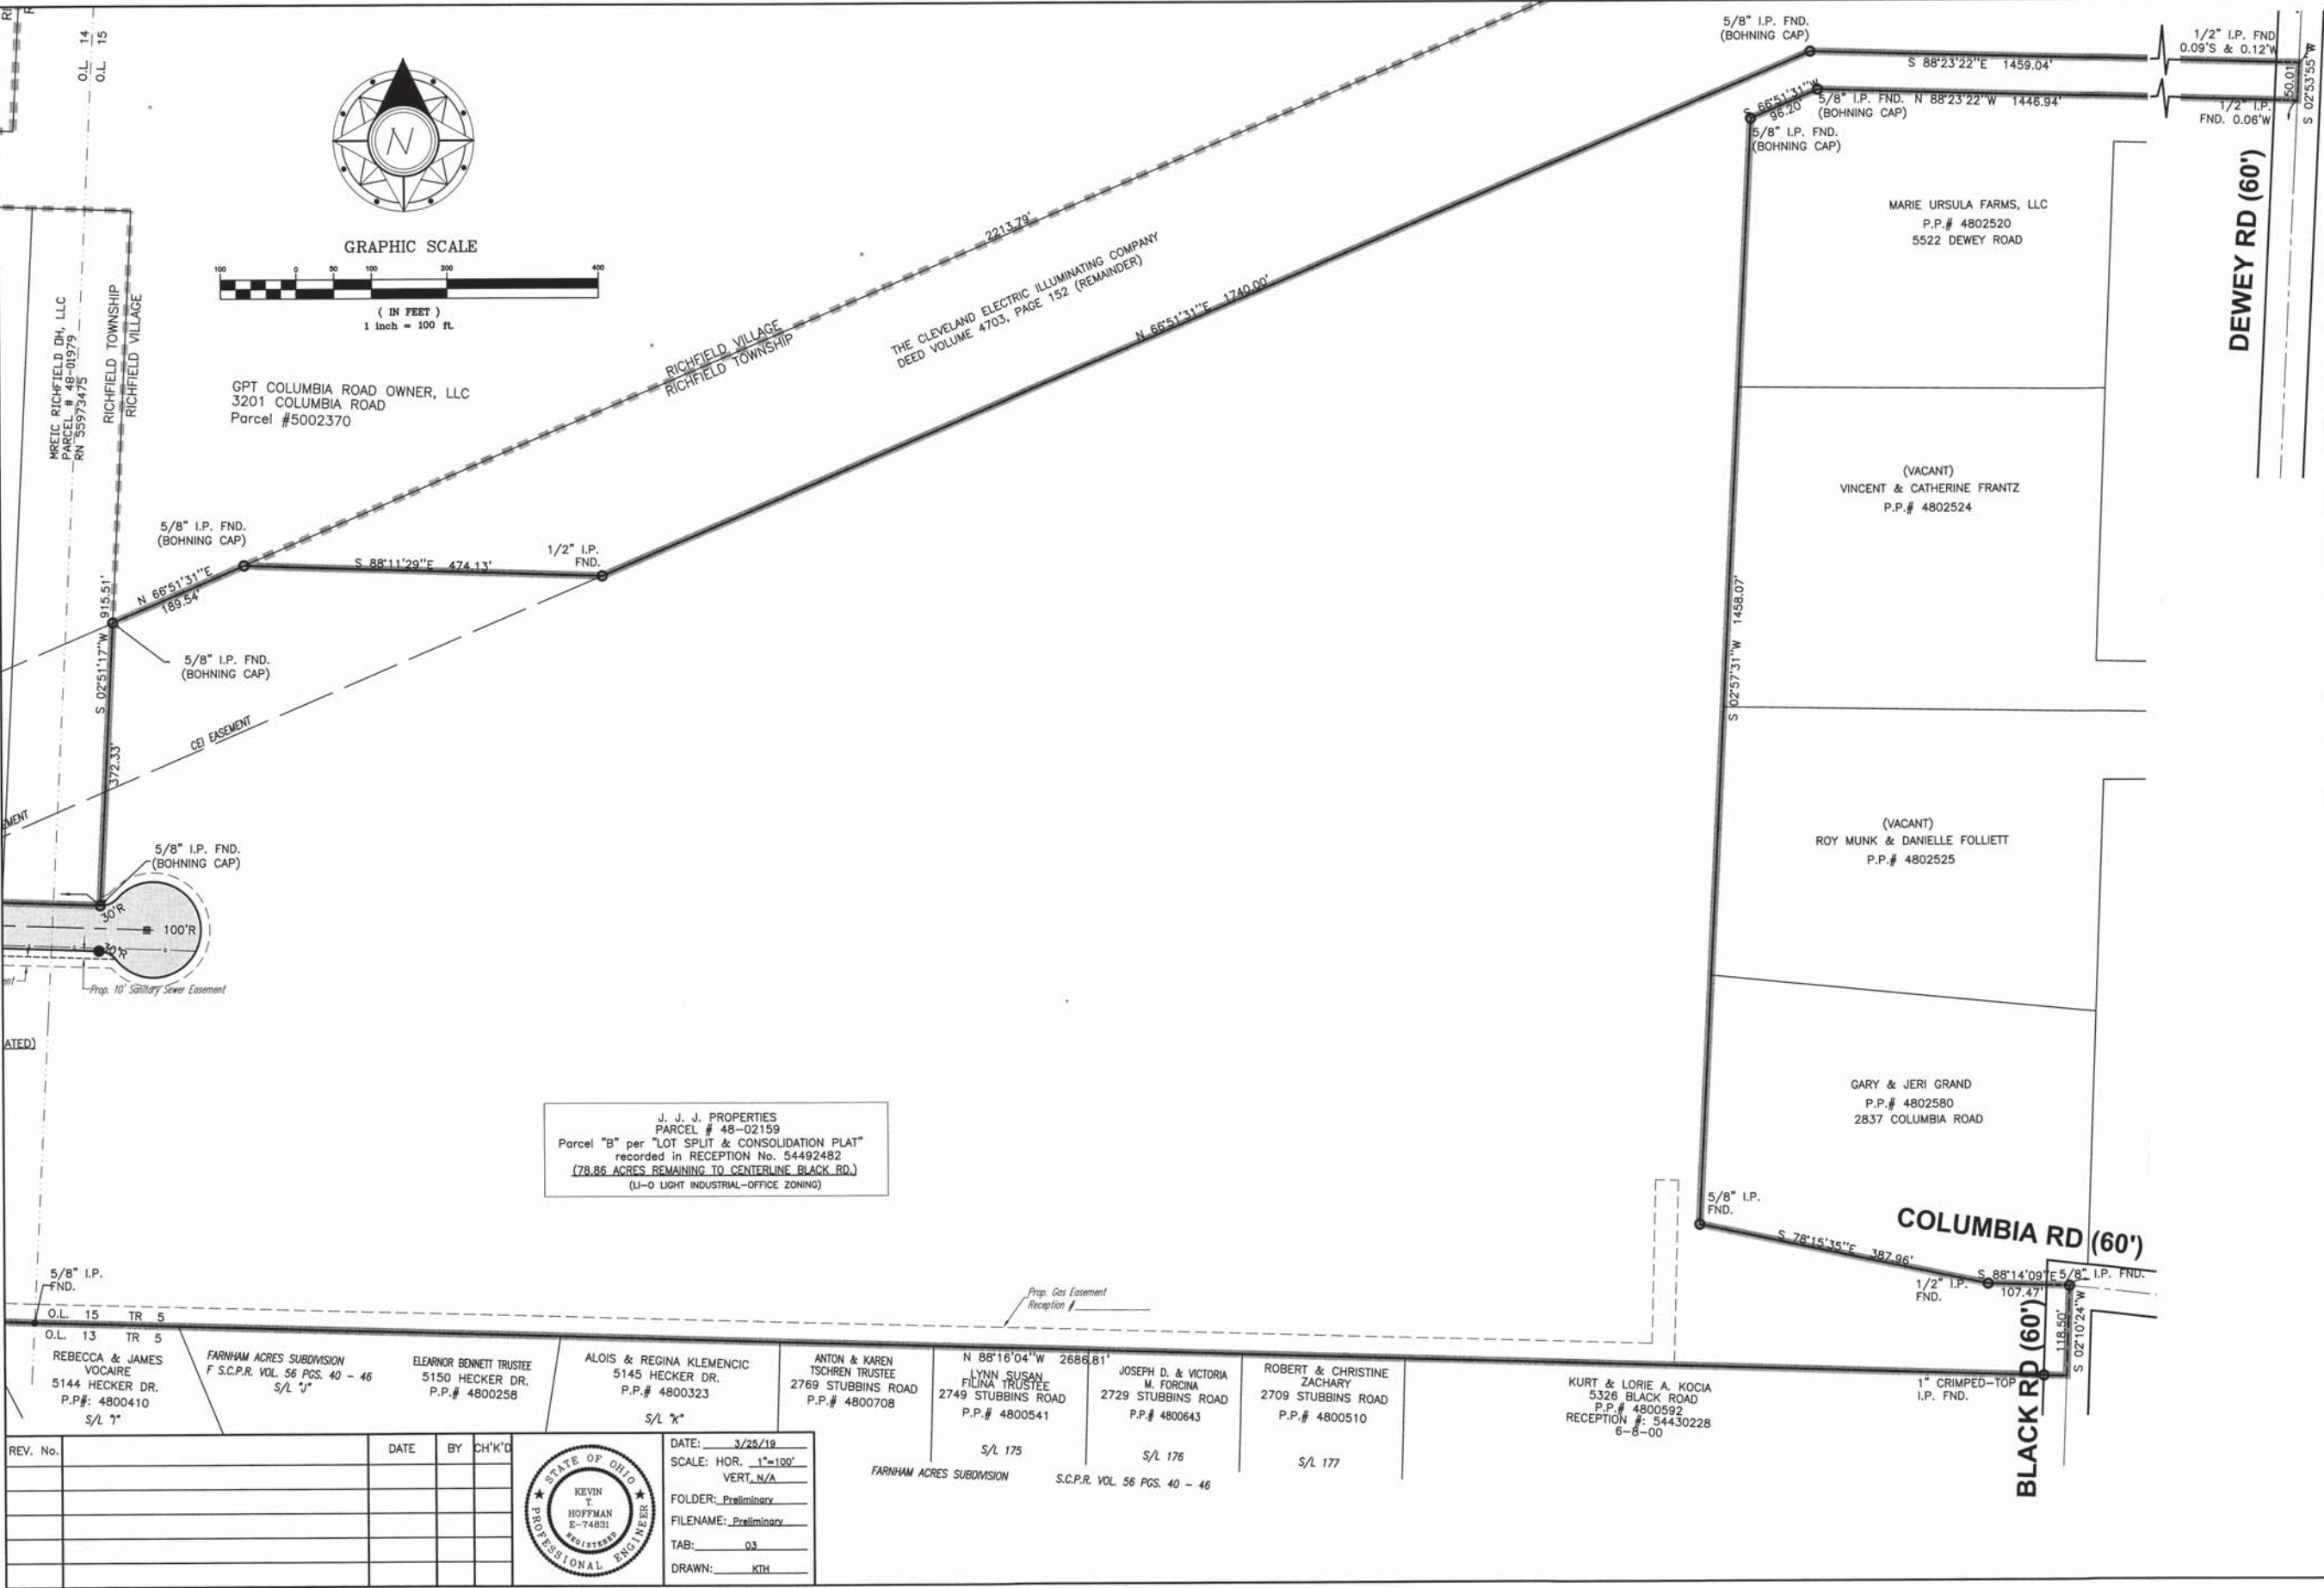 O.L. 14
O.L. 15
N
GRAPHIC SCALE
100 0 50 100 200 400
( IN FEET )
1 inch = 100 ft.
MREIC RICHFIELD OH, LLC
PARCEL # 48-01979
RN 55973475
RICHFIELD TOWNSHIP
RICHFIELD VILLAGE
GPT COLUMBIA ROAD OWNER, LLC
3201 COLUMBIA ROAD
Parcel #5002370
2213.79'
RICHFIELD VILLAGE
RICHFIELD TOWNSHIP
THE CLEVELAND ELECTRIC ILLUMINATING COMPANY
DEED VOLUME 4703, PAGE 152 (REMAINDER)
N 66°51'31"E 1740.00'
5/8" I.P. FND.
(BOHNING CAP)
S 88°23'22"E 1459.04'
1/2" I.P. FND
0.09'S & 0.12'W
S 66°51'31"W
96.20'
5/8" I.P. FND.
(BOHNING CAP)
N 88°23'22"W 1446.94'
1/2" I.P.
FND. 0.06'W
50.01'
S 02°53'55"W
5/8" I.P. FND.
(BOHNING CAP)
DEWEY RD (60')
MARIE URSULA FARMS, LLC
P.P.# 4802520
5522 DEWEY ROAD
(VACANT)
VINCENT & CATHERINE FRANTZ
P.P.# 4802524
S 02°57'31"W 1458.07'
(VACANT)
ROY MUNK & DANIELLE FOLLIETT
P.P.# 4802525
GARY & JERI GRAND
P.P.# 4802580
2837 COLUMBIA ROAD
5/8" I.P. FND.
(BOHNING CAP)
1/2" I.P.
FND.
S 88°11'29"E 474.13'
N 66°51'31"E
189.54'
915.51'
S 02°51'17"W
372.33'
5/8" I.P. FND.
(BOHNING CAP)
CEI EASEMENT
EMENT
5/8" I.P. FND.
(BOHNING CAP)
30'R
100'R
30'R
ent
Prop. 10' Sanitary Sewer Easement
ATED)
J. J. J. PROPERTIES
PARCEL # 48-02159
Parcel "B" per "LOT SPLIT & CONSOLIDATION PLAT"
recorded in RECEPTION No. 54492482
(78.86 ACRES REMAINING TO CENTERLINE BLACK RD.)
(LI-O LIGHT INDUSTRIAL-OFFICE ZONING)
5/8" I.P.
FND.
COLUMBIA RD (60')
S 78°15'35"E 387.96'
1/2" I.P.
FND.
S 88°14'09"E
107.47'
5/8" I.P. FND.
118.50'
S 02°10'24"W
BLACK RD (60')
1" CRIMPED-TOP
I.P. FND.
5/8" I.P.
FND.
O.L. 15 TR 5
O.L. 13 TR 5
Prop. Gas Easement
Reception #
N 88°16'04"W 2686.81'
REBECCA & JAMES
VOCAIRE
5144 HECKER DR.
P.P#: 4800410
FARNHAM ACRES SUBDIVISION
F S.C.P.R. VOL. 56 PGS. 40 - 46
S/L "J"
ELEARNOR BENNETT TRUSTEE
5150 HECKER DR.
P.P.# 4800258
ALOIS & REGINA KLEMENCIC
5145 HECKER DR.
P.P.# 4800323
S/L "K"
ANTON & KAREN
TSCHREN TRUSTEE
2769 STUBBINS ROAD
P.P.# 4800708
LYNN SUSAN
FILINA TRUSTEE
2749 STUBBINS ROAD
P.P.# 4800541
S/L 175
JOSEPH D. & VICTORIA
M. FORCINA
2729 STUBBINS ROAD
P.P.# 4800643
S/L 176
ROBERT & CHRISTINE
ZACHARY
2709 STUBBINS ROAD
P.P.# 4800510
S/L 177
FARNHAM ACRES SUBDIVISION S.C.P.R. VOL. 56 PGS. 40 - 46
KURT & LORIE A. KOCIA
5326 BLACK ROAD
P.P.# 4800592
RECEPTION #: 54430228
6-8-00
REV. No. DATE BY CH'K'D
STATE OF OHIO
KEVIN
T.
HOFFMAN
E-74831
REGISTERED
PROFESSIONAL ENGINEER
DATE: 3/25/19
SCALE: HOR. 1"=100'
VERT. N/A
FOLDER: Preliminary
FILENAME: Preliminary
TAB: 03
DRAWN: KTH